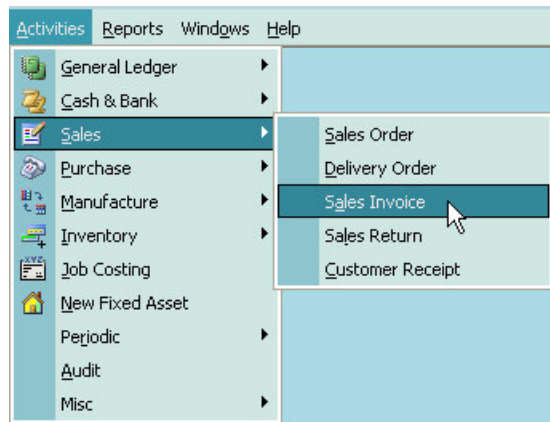 Activities Reports Windows Help
General Ledger
Cash & Bank
Sales
Purchase
Manufacture
Inventory
Job Costing
New Fixed Asset
Periodic
Audit
Misc
Sales Order
Delivery Order
Sales Invoice
Sales Return
Customer Receipt